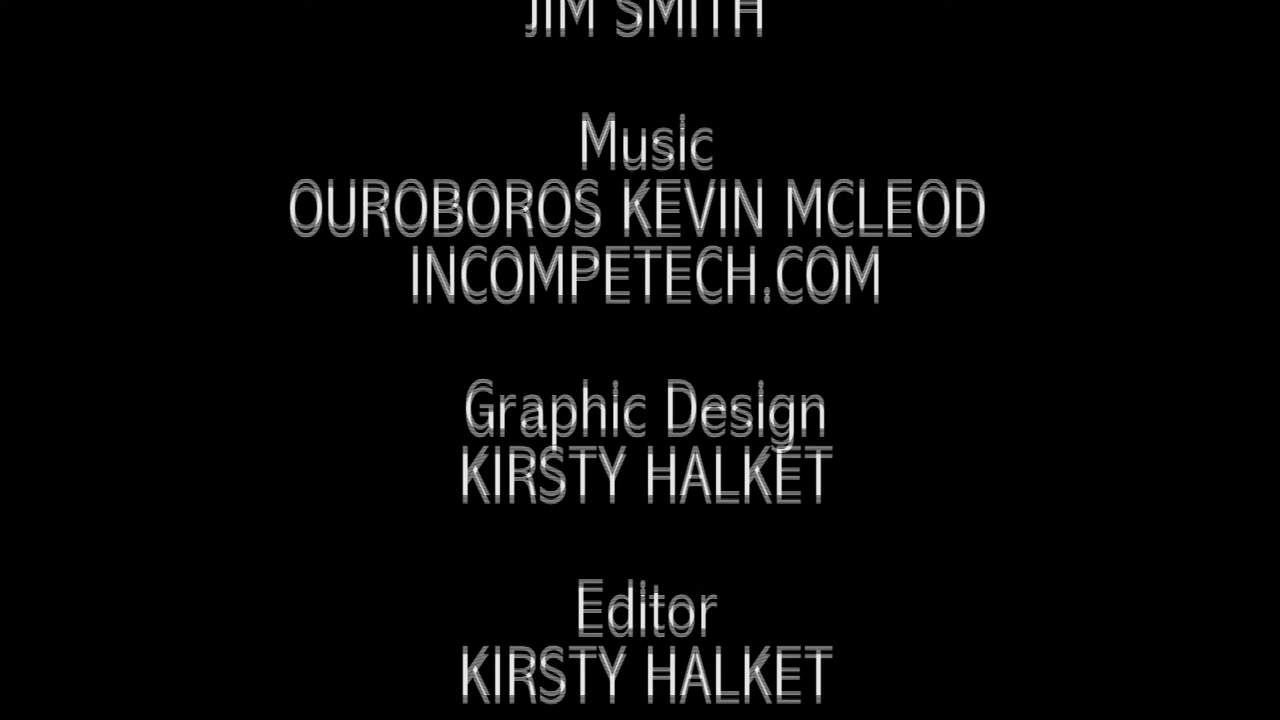 JIM SMITH
Music
OUROBOROS KEVIN MCLEOD
INCOMPETECH.COM
Graphic Design
KIRSTY HALKET
Editor
KIRSTY HALKET